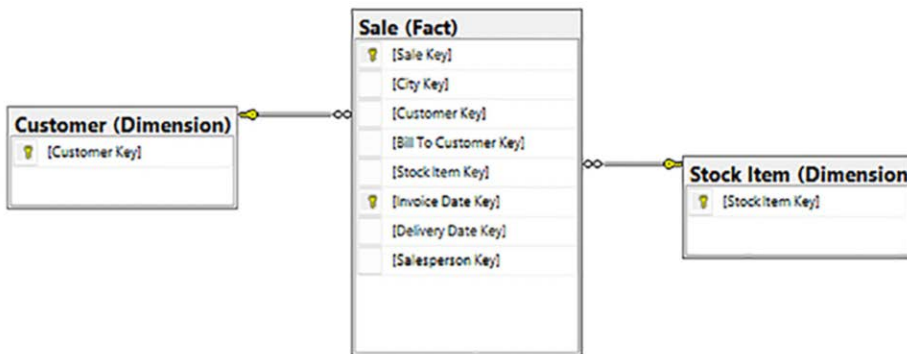 Sale (Fact)
[Sale Key]
[City Key]
[Customer Key]
[Bill To Customer Key]
[Stock Item Key]
[Invoice Date Key]
[Delivery Date Key]
[Salesperson Key]
Customer (Dimension)
[Customer Key]
Stock Item (Dimension
[Stock Item Key]